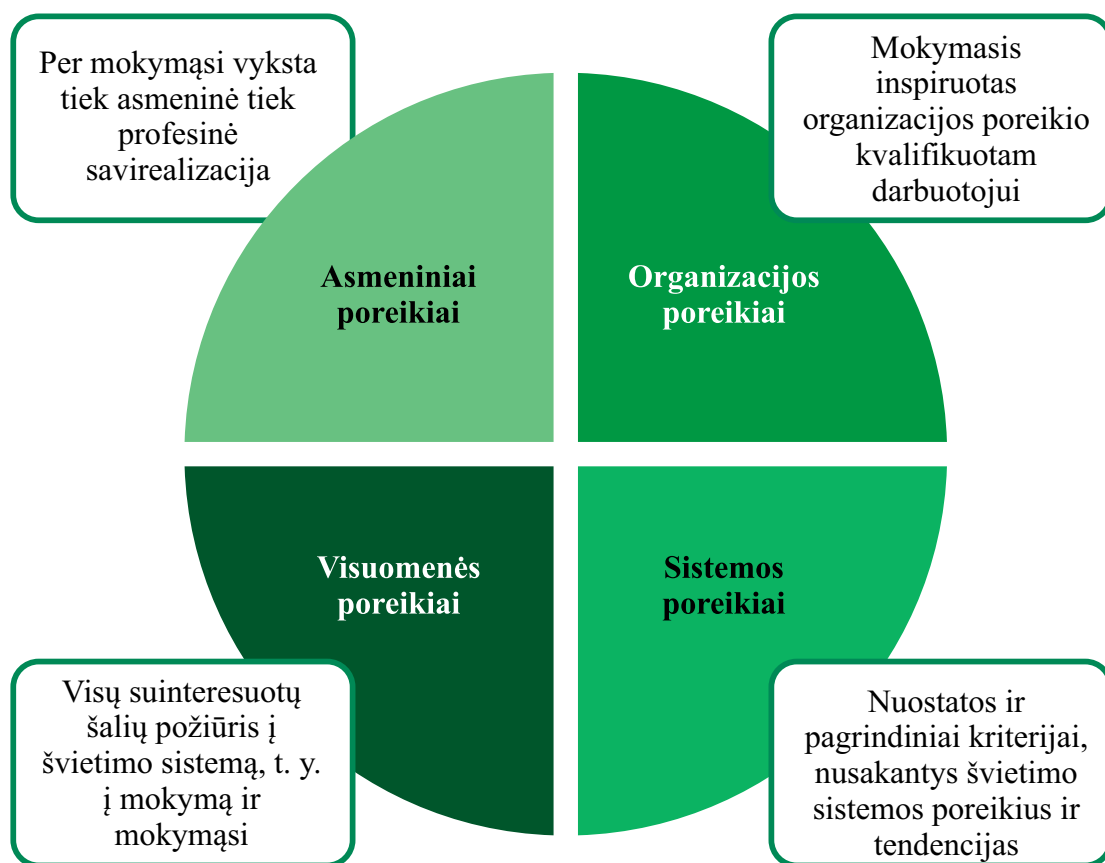 Per mokymąsi vyksta
tiek asmeninė tiek
profesinė
savirealizacija
Mokymasis
inspiruotas
organizacijos poreikio
kvalifikuotam
darbuotojui
Asmeniniai
poreikiai
Organizacijos
poreikiai
Visuomenės
poreikiai
Sistemos
poreikiai
Visų suinteresuotų
šalių požiūris į
švietimo sistemą, t. y.
į mokymą ir
mokymąsi
Nuostatos ir
pagrindiniai kriterijai,
nusakantys švietimo
sistemos poreikius ir
tendencijas